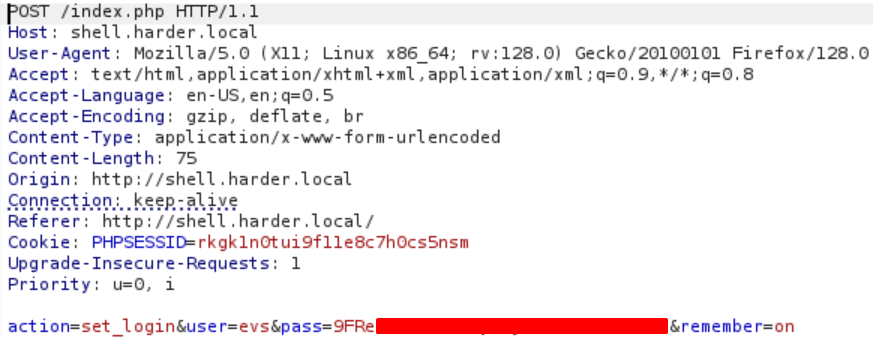 POST /index.php HTTP/1.1
Host: shell.harder.local
User-Agent: Mozilla/5.0 (X11; Linux x86_64; rv:128.0) Gecko/20100101 Firefox/128.0
Accept: text/html,application/xhtml+xml,application/xml;q=0.9,*/*;q=0.8
Accept-Language: en-US,en;q=0.5
Accept-Encoding: gzip, deflate, br
Content-Type: application/x-www-form-urlencoded
Content-Length: 75
Origin: http://shell.harder.local
Connection: keep-alive
Referer: http://shell.harder.local/
Cookie: PHPSESSID=rkgk1n0tui9f11e8c7h0cs5nsm
Upgrade-Insecure-Requests: 1
Priority: u=0, i
action=set_login&user=evs&pass=9FRe &remember=on